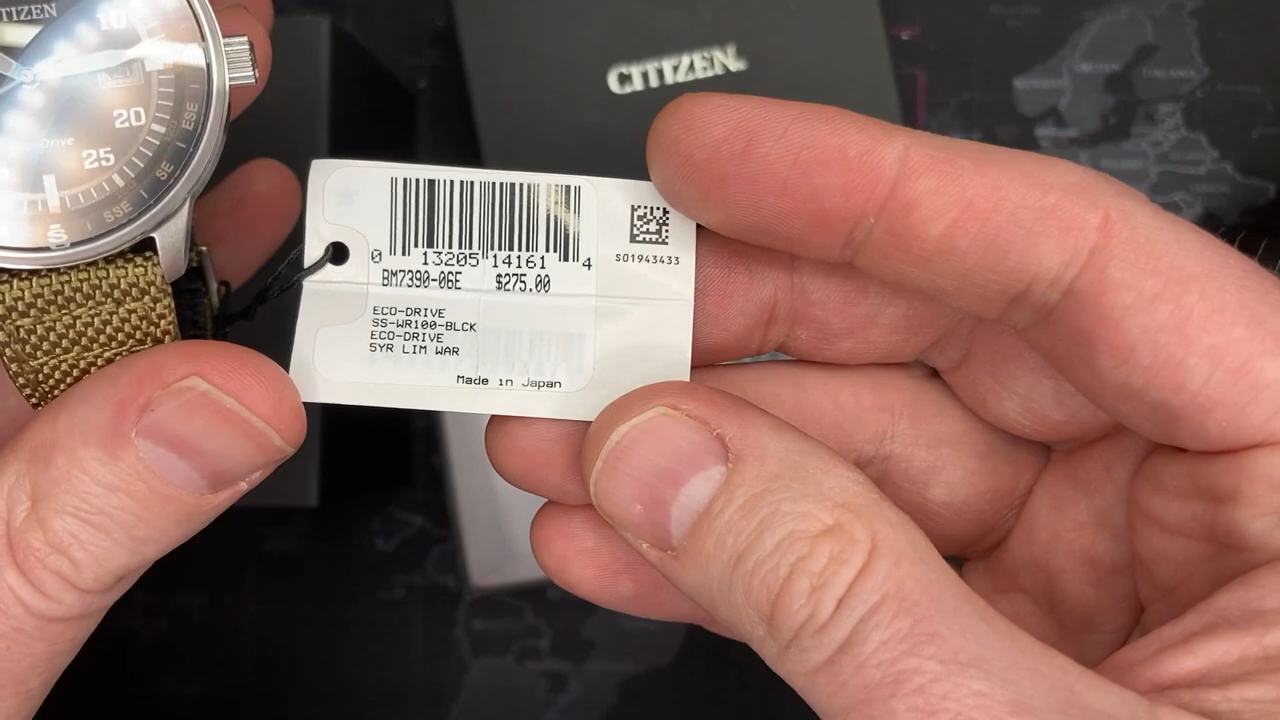 CITIZEN
10
20
Drive
25
ESE
120
SE
SSE
S
CITIZEN
0 13205 14161 4
BM7390-06E $275.00
S01943433
ECO-DRIVE
SS-WR100-BLCK
ECO-DRIVE
5YR LIM WAR
Made in Japan